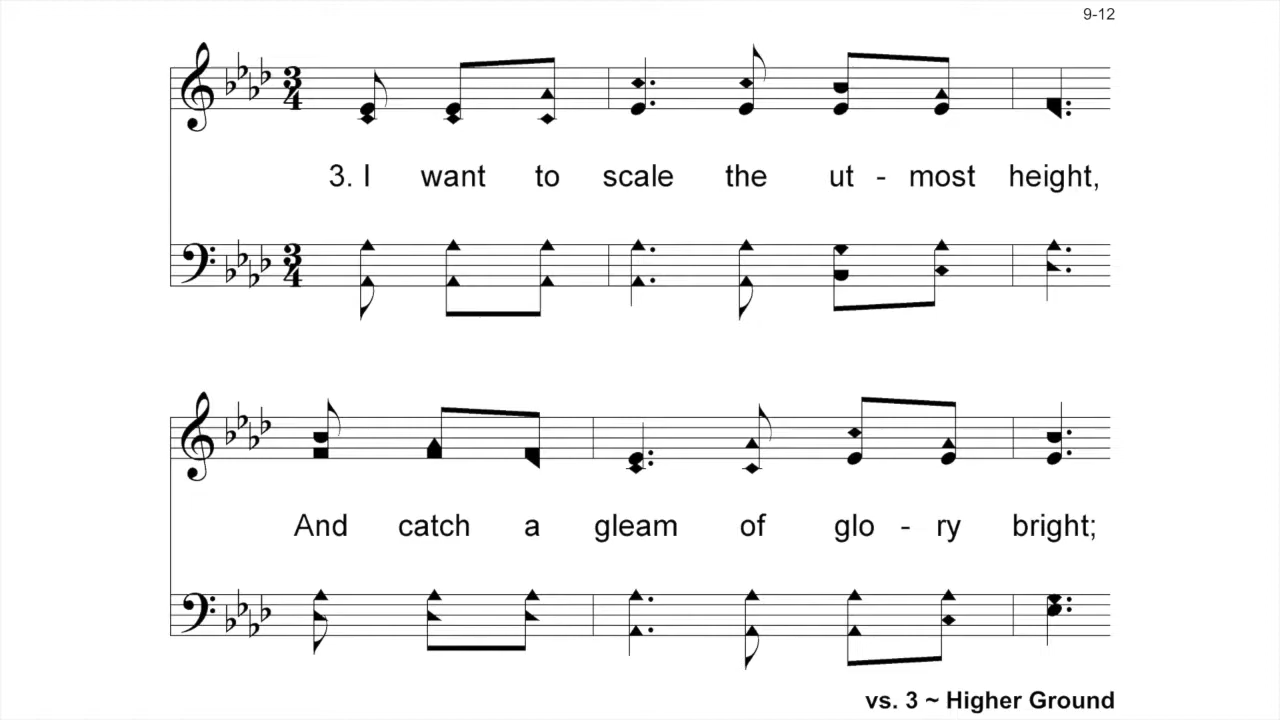 9-12
3. I want to scale the ut - most height,
And catch a gleam of glo - ry bright;
vs. 3 ~ Higher Ground